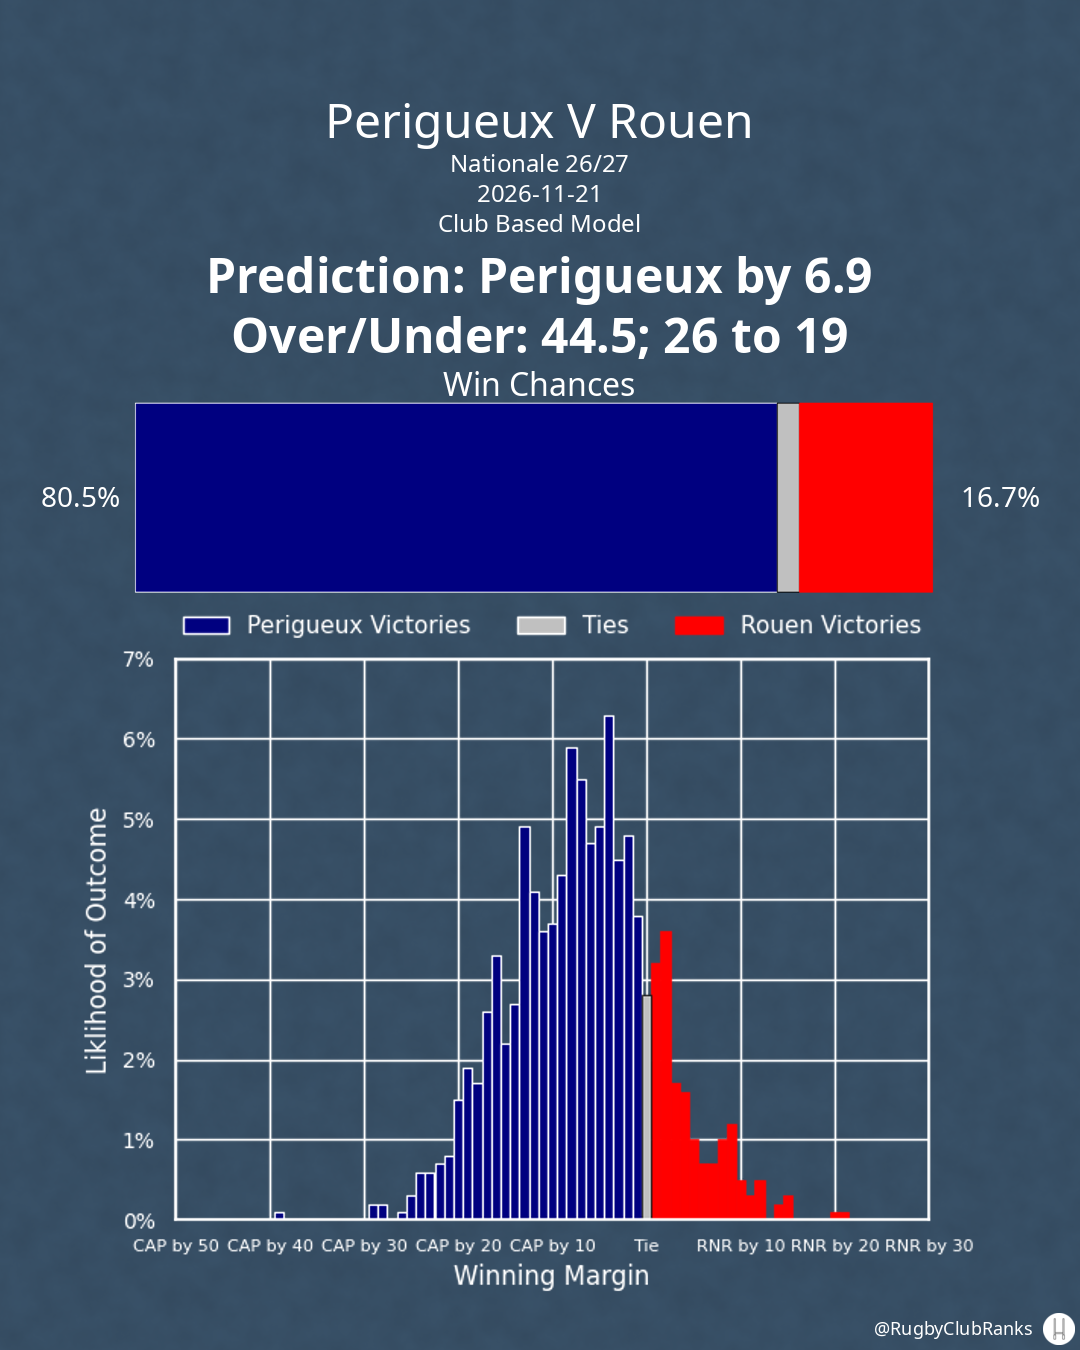 Perigueux V Rouen
Nationale 26/27
2026-11-21
Club Based Model
Prediction: Perigueux by 6.9
Over/Under: 44.5; 26 to 19
Win Chances
80.5%
16.7%
Perigueux Victories Ties Rouen Victories
7%
6%
5%
4%
3%
2%
1%
0%
Liklihood of Outcome
CAP by 50 CAP by 40 CAP by 30 CAP by 20 CAP by 10 Tie RNR by 10 RNR by 20 RNR by 30
Winning Margin
@RugbyClubRanks